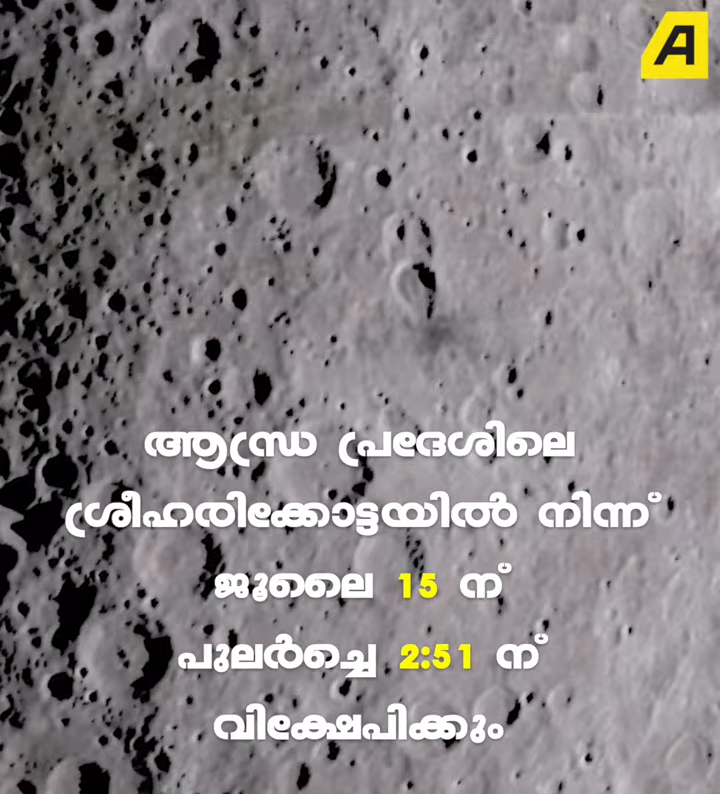 A
ആന്ധ്ര പ്രദേശിലെ
ശ്രീഹരിക്കോട്ടയിൽ നിന്ന്
ജൂലൈ 15 ന്
പുലർച്ചെ 2:51 ന്
വിക്ഷേപിക്കും